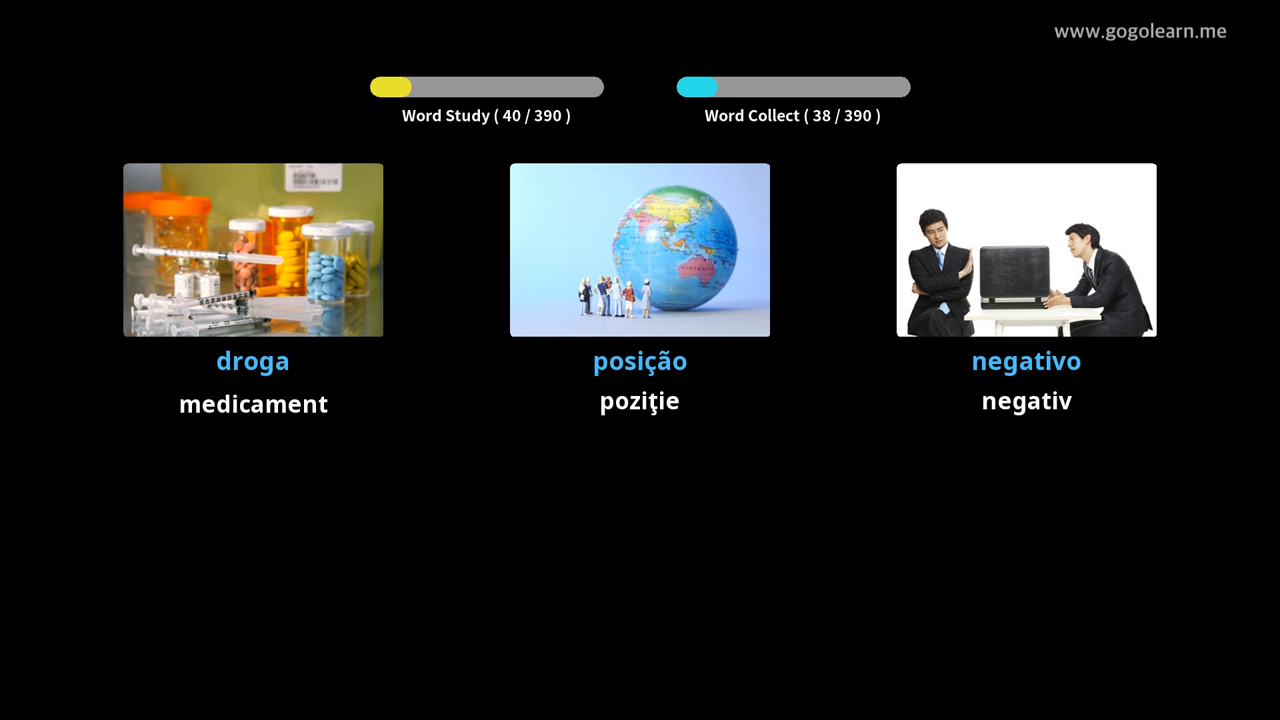 www.gogolearn.me
Word Study ( 40 / 390 )
Word Collect ( 38 / 390 )
droga
posição
negativo
medicament
poziţie
negativ